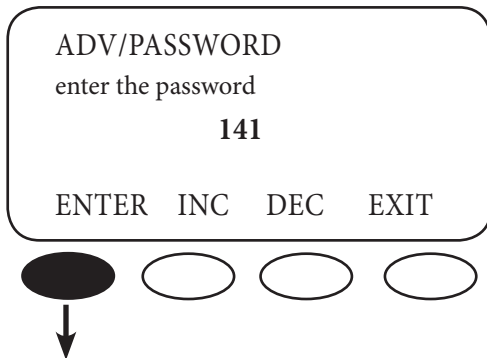 ADV/PASSWORD
enter the password
141
ENTER INC DEC EXIT